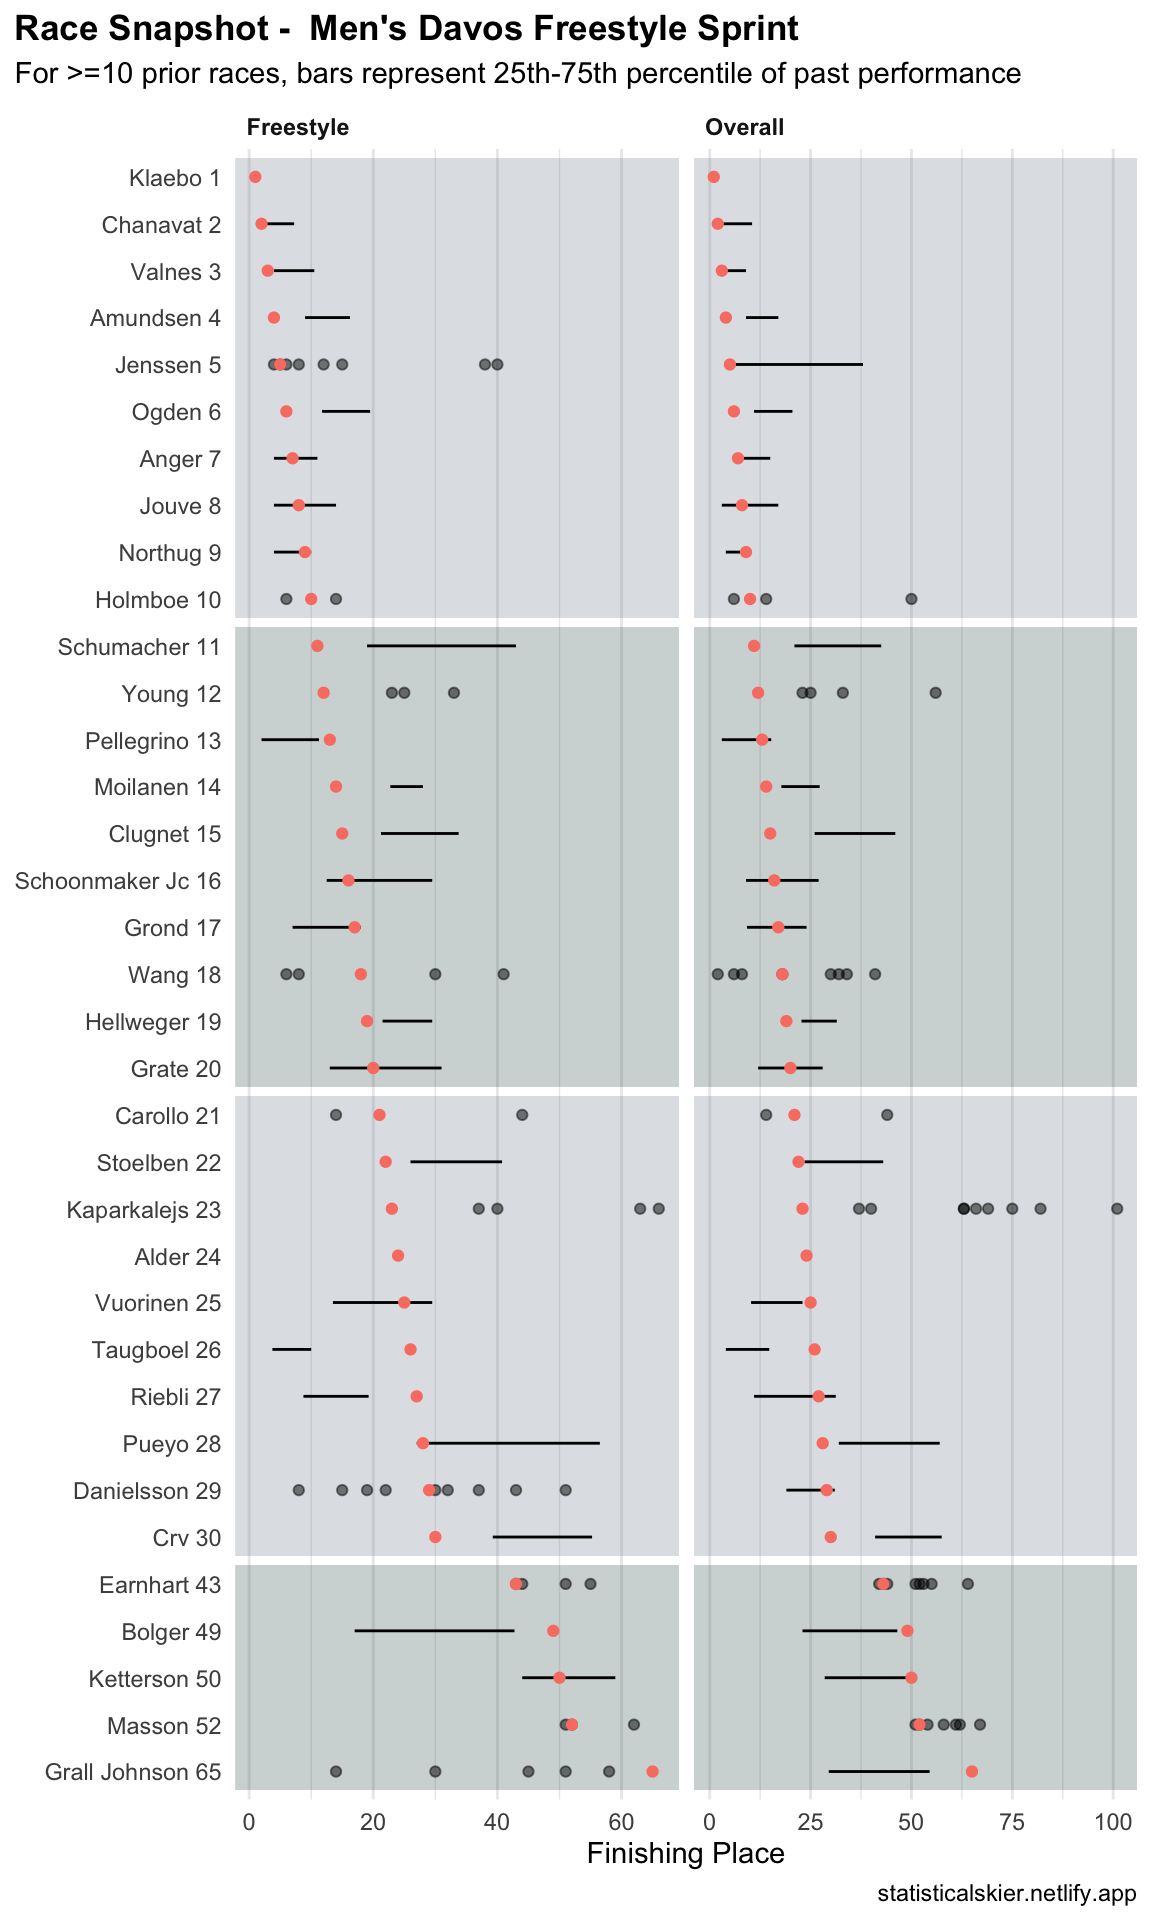 Race Snapshot -  Men's Davos Freestyle Sprint
For >=10 prior races, bars represent 25th-75th percentile of past performance
Freestyle Overall
Klaebo 1
Chanavat 2
Valnes 3
Amundsen 4
Jenssen 5
Ogden 6
Anger 7
Jouve 8
Northug 9
Holmboe 10
Schumacher 11
Young 12
Pellegrino 13
Moilanen 14
Clugnet 15
Schoonmaker Jc 16
Grond 17
Wang 18
Hellweger 19
Grate 20
Carollo 21
Stoelben 22
Kaparkalejs 23
Alder 24
Vuorinen 25
Taugboel 26
Riebli 27
Pueyo 28
Danielsson 29
Crv 30
Earnhart 43
Bolger 49
Ketterson 50
Masson 52
Grall Johnson 65
0 20 40 60 0 25 50 75 100
Finishing Place
statisticalskier.netlify.app